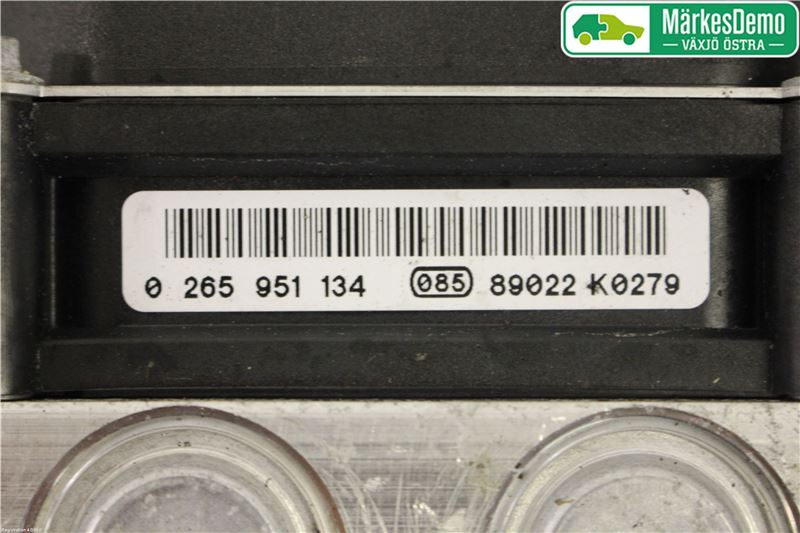 MärkesDemo
VÄXJÖ ÖSTRA
0 265 951 134 085 89022 K0279